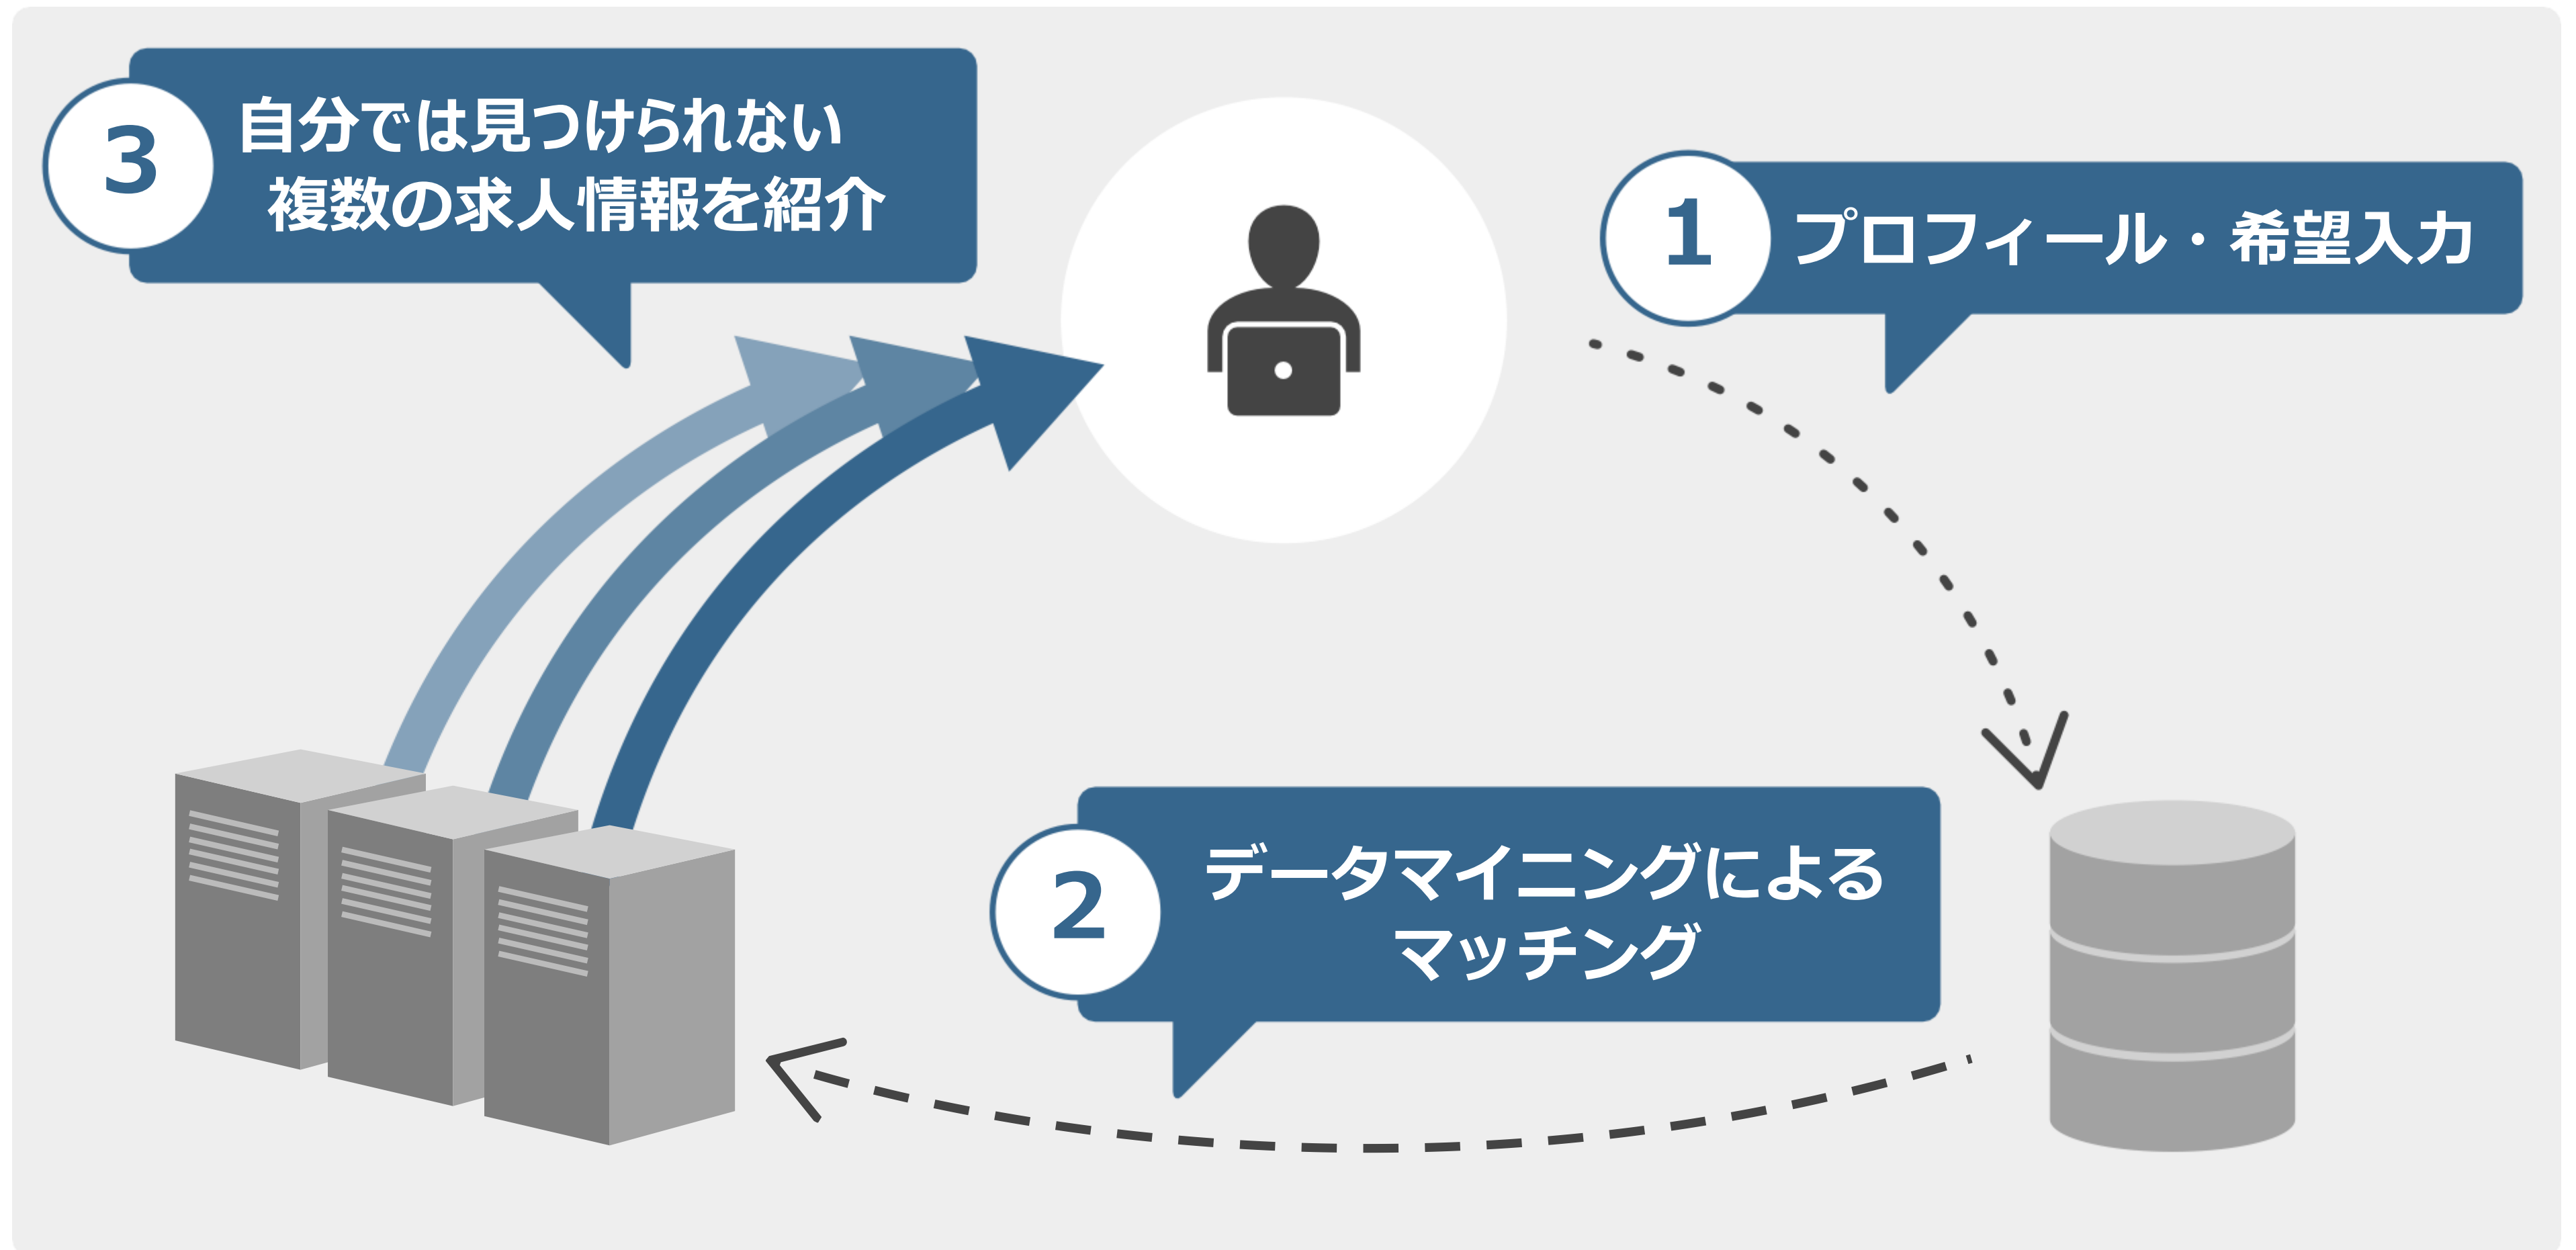 3
自分では見つけられない
複数の求人情報を紹介
1
プロフィール・希望入力
2
データマイニングによる
マッチング